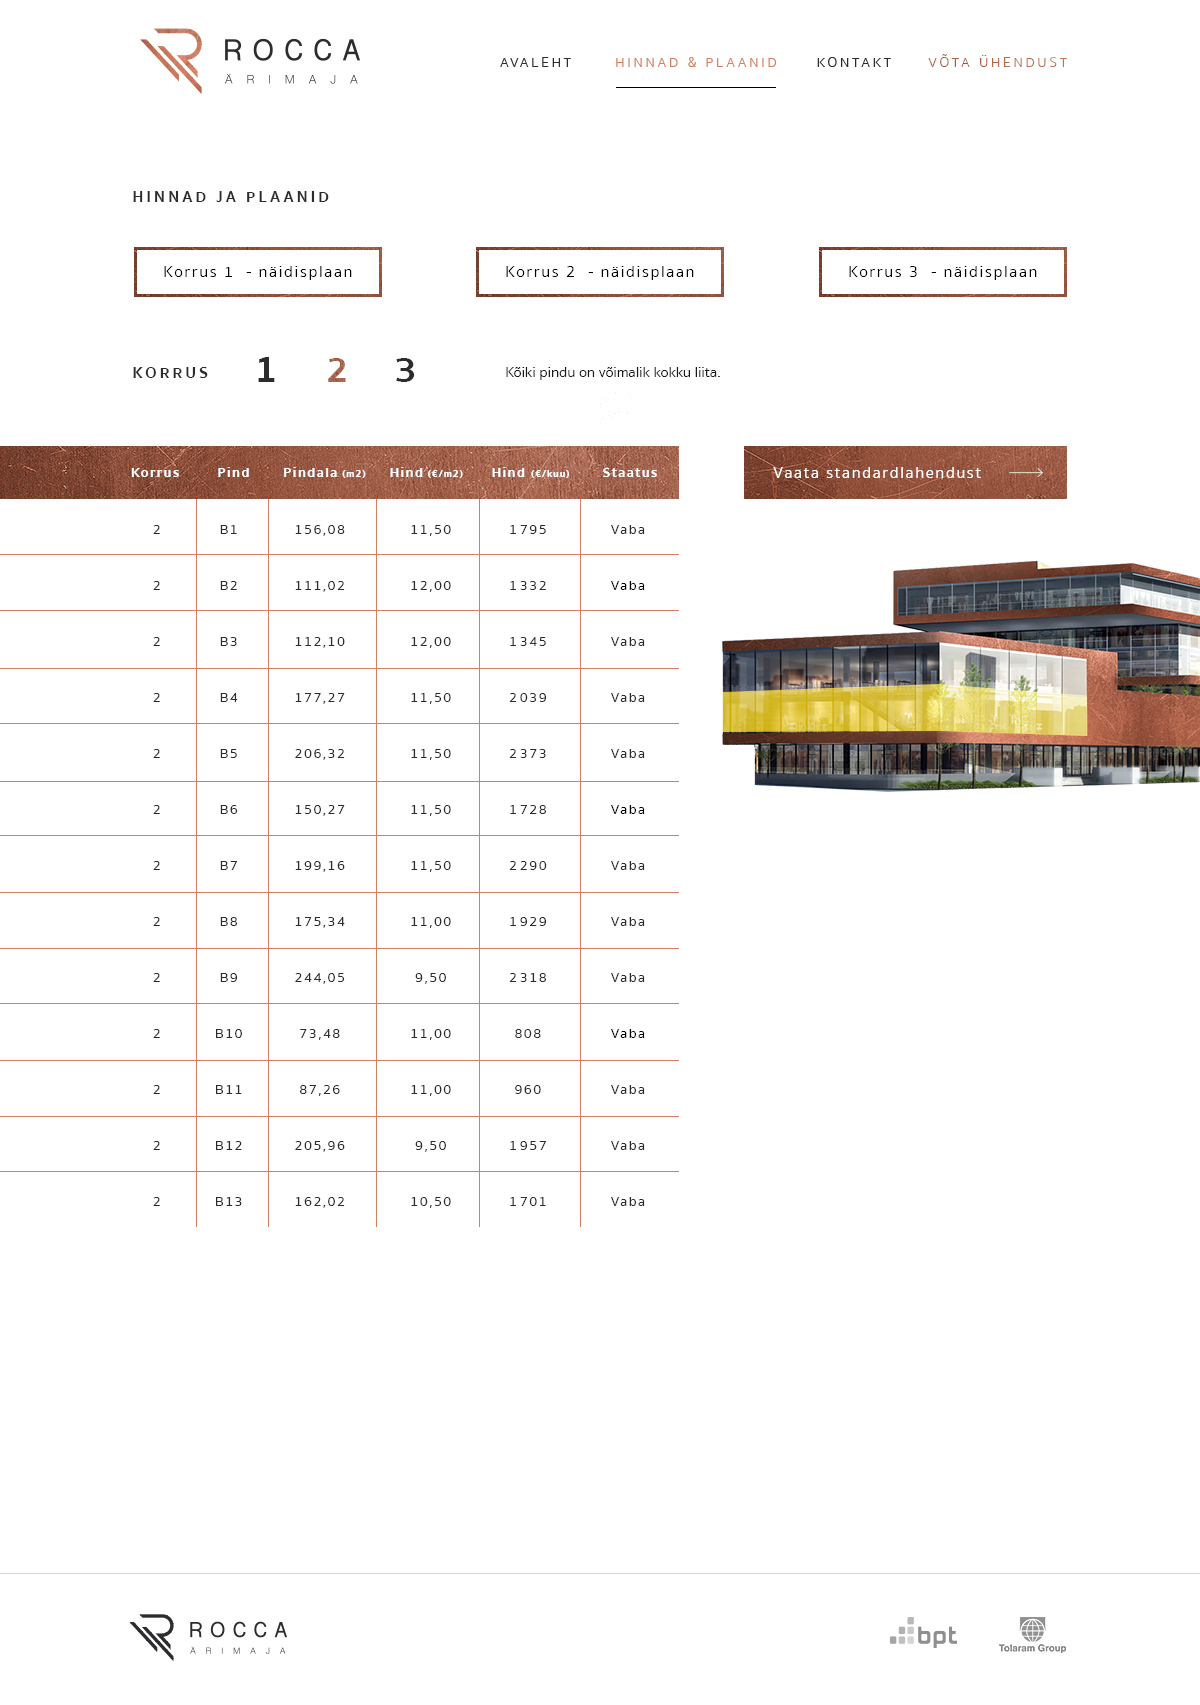 ROCCA
ÄRIMAJA
AVALEHT HINNAD & PLAANID KONTAKT VÕTA ÜHENDUST
HINNAD JA PLAANID
Korrus 1 - näidisplaan Korrus 2 - näidisplaan Korrus 3 - näidisplaan
KORRUS 1 2 3 Kõiki pindu on võimalik kokku liita.
Korrus Pind Pindala (m2) Hind (€/m2) Hind (€/kuu) Staatus Vaata standardlahendust
2 B1 156,08 11,50 1795 Vaba
2 B2 111,02 12,00 1332 Vaba
2 B3 112,10 12,00 1345 Vaba
2 B4 177,27 11,50 2039 Vaba
2 B5 206,32 11,50 2373 Vaba
2 B6 150,27 11,50 1728 Vaba
2 B7 199,16 11,50 2290 Vaba
2 B8 175,34 11,00 1929 Vaba
2 B9 244,05 9,50 2318 Vaba
2 B10 73,48 11,00 808 Vaba
2 B11 87,26 11,00 960 Vaba
2 B12 205,96 9,50 1957 Vaba
2 B13 162,02 10,50 1701 Vaba
ROCCA
ÄRIMAJA
bpt
Tolaram Group